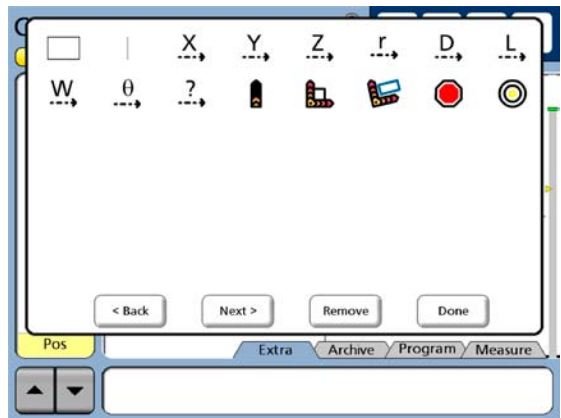 X Y Z r D L
W θ ?
< Back Next > Remove Done
Pos
Extra Archive Program Measure